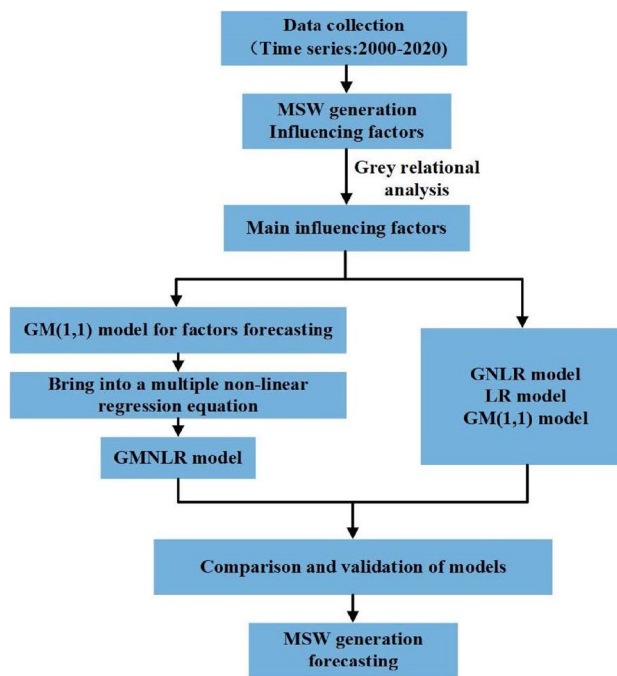 Data collection
（Time series:2000-2020)
MSW generation
Influencing factors
Grey relational
analysis
Main influencing factors
GM(1,1) model for factors forecasting
Bring into a multiple non-linear
regression equation
GMNLR model
GNLR model
LR model
GM(1,1) model
Comparison and validation of models
MSW generation
forecasting